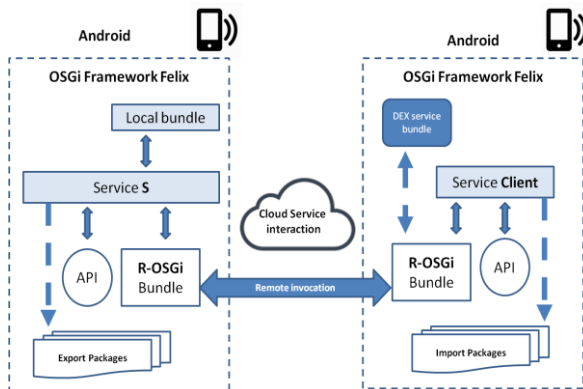 Android
OSGi Framework Felix
Local bundle
Service S
API
R-OSGi
Bundle
Export Packages
Cloud Service
interaction
Remote invocation
Android
OSGi Framework Felix
DEX service
bundle
Service Client
R-OSGi
Bundle
API
Import Packages